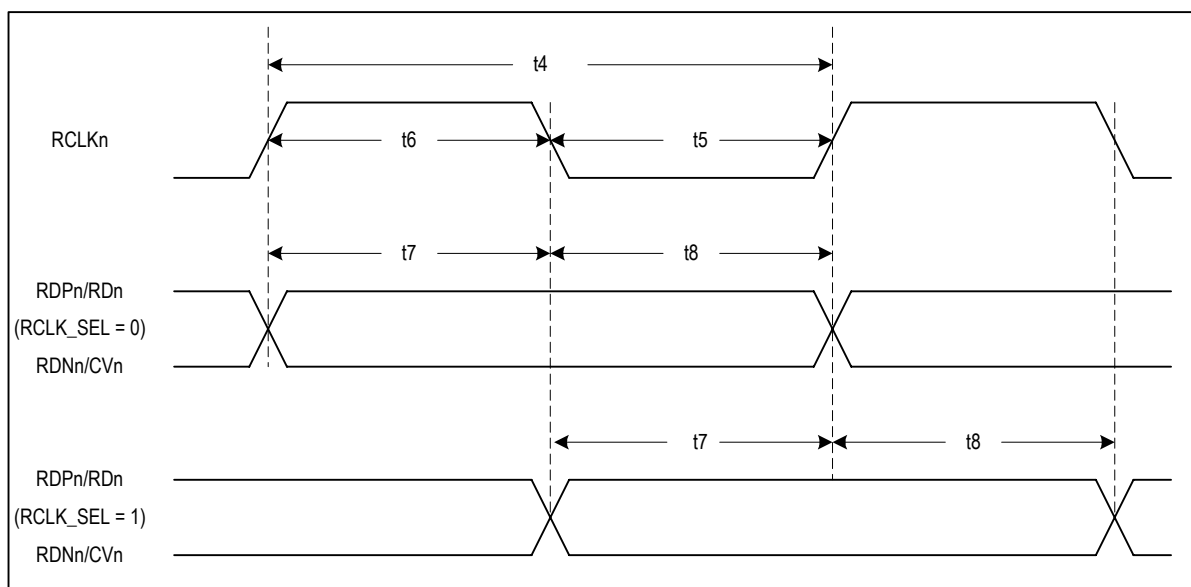 t4
RCLKn
t6
t5
t7
t8
RDPn/RDn
(RCLK_SEL = 0)
RDNn/CVn
t7
t8
RDPn/RDn
(RCLK_SEL = 1)
RDNn/CVn